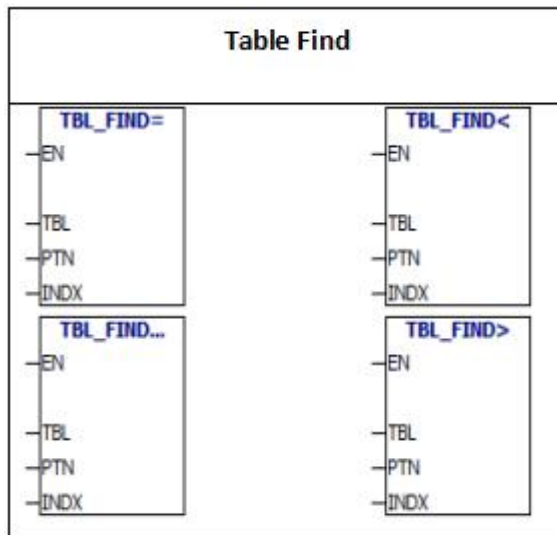 Table Find
TBL_FIND=
EN
TBL
PTN
INDX
TBL_FIND<
EN
TBL
PTN
INDX
TBL_FIND...
EN
TBL
PTN
INDX
TBL_FIND>
EN
TBL
PTN
INDX